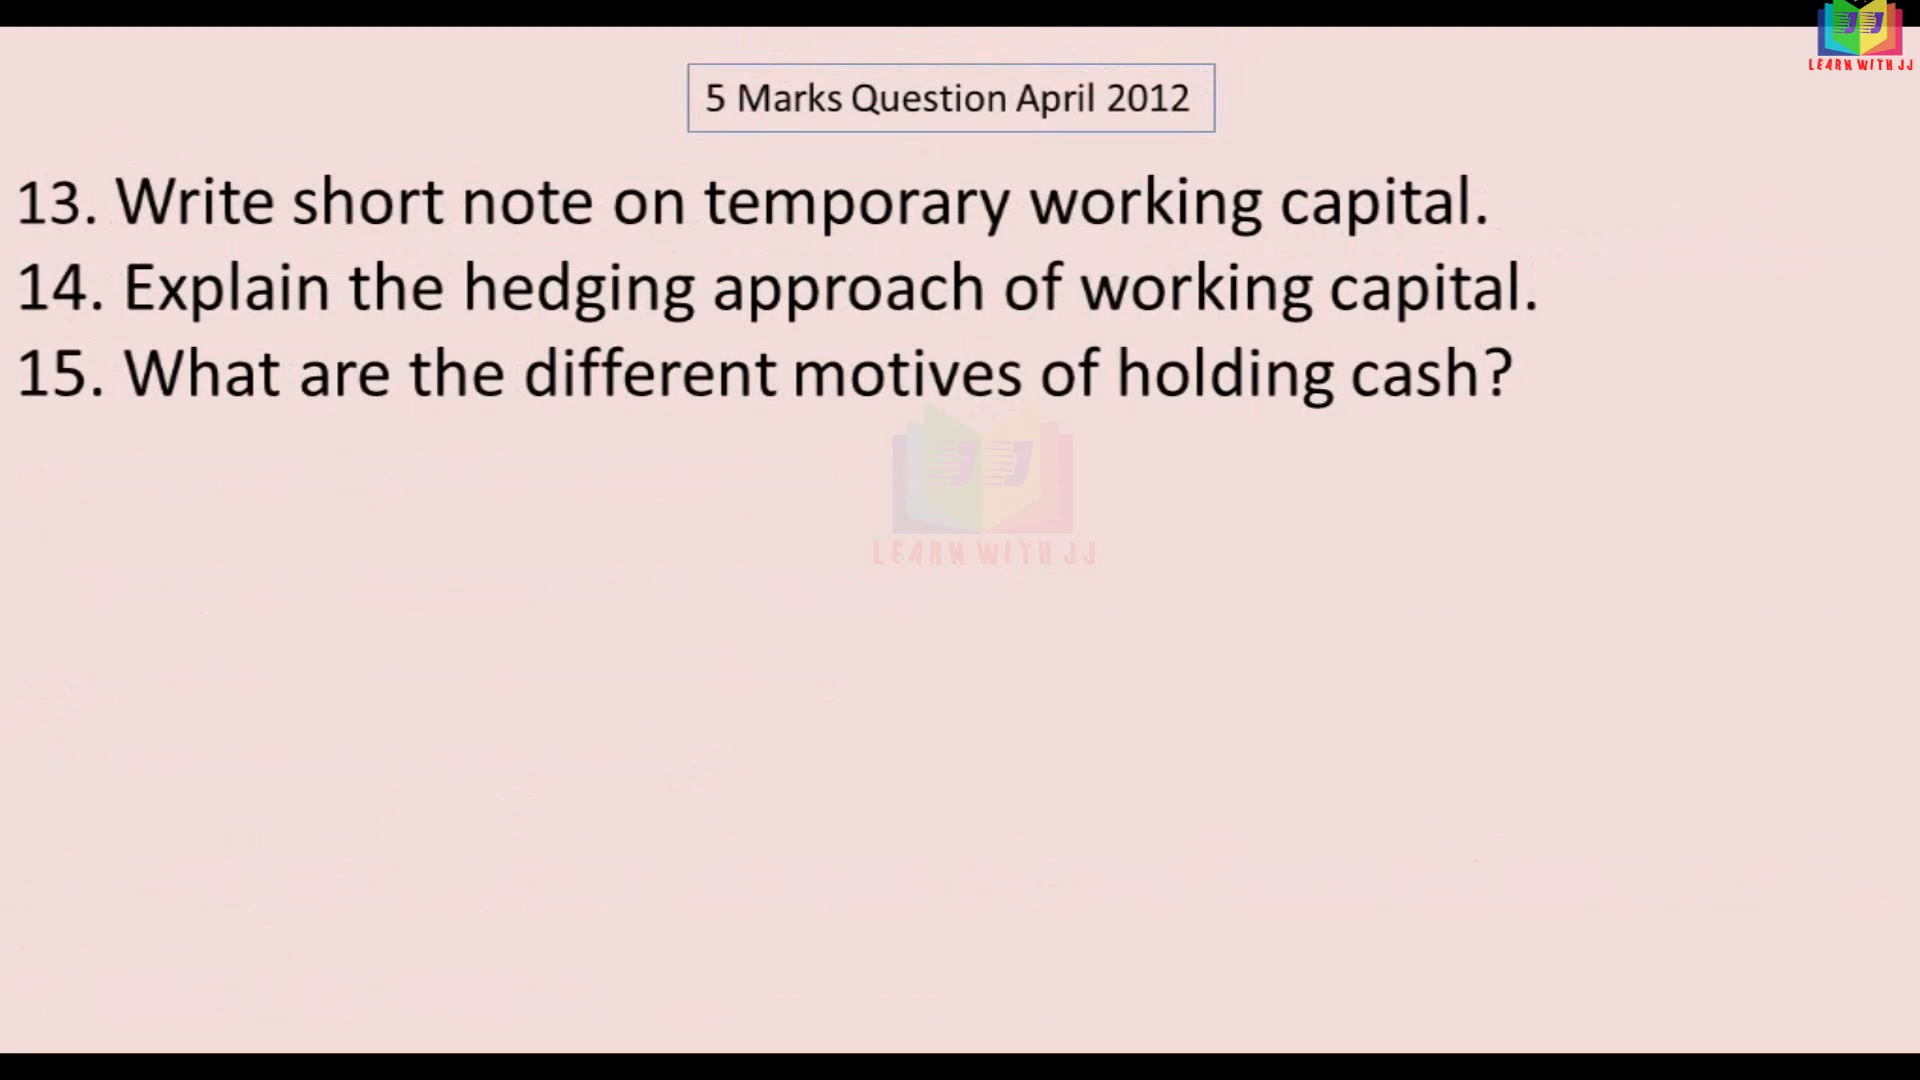 LEARN WITH JJ
5 Marks Question April 2012
13. Write short note on temporary working capital.
14. Explain the hedging approach of working capital.
15. What are the different motives of holding cash?
JJ
LEARN WITH JJ